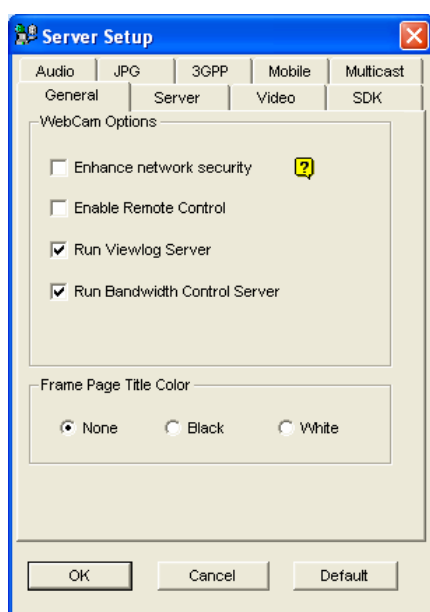 Server Setup
Audio JPG 3GPP Mobile Multicast
General Server Video SDK
WebCam Options
Enhance network security ?
Enable Remote Control
Run Viewlog Server
Run Bandwidth Control Server
Frame Page Title Color
None Black White
OK Cancel Default